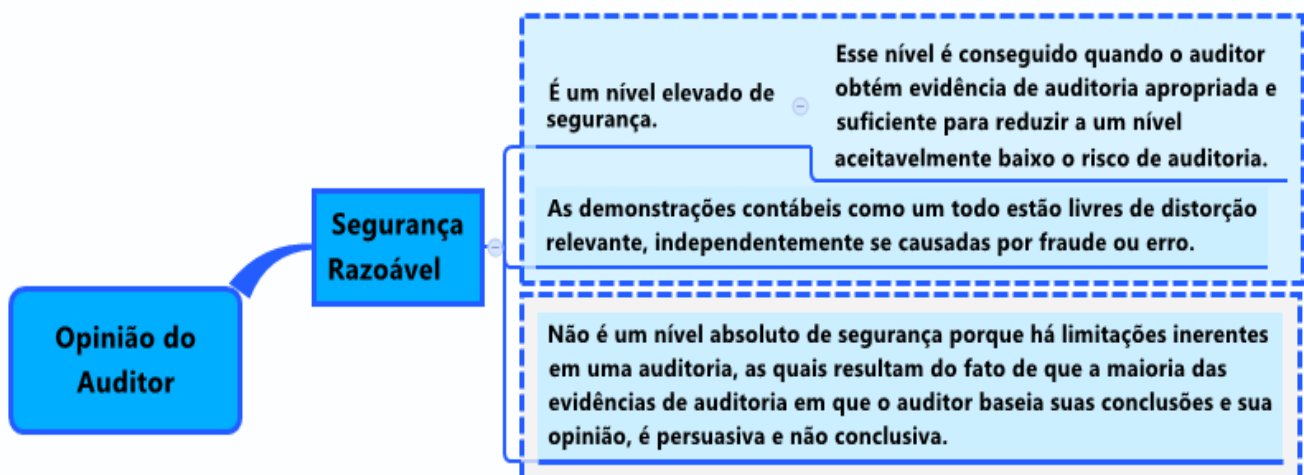 Opinião do
Auditor
Segurança
Razoável
É um nível elevado de
segurança.
Esse nível é conseguido quando o auditor
obtém evidência de auditoria apropriada e
suficiente para reduzir a um nível
aceitavelmente baixo o risco de auditoria.
As demonstrações contábeis como um todo estão livres de distorção
relevante, independentemente se causadas por fraude ou erro.
Não é um nível absoluto de segurança porque há limitações inerentes
em uma auditoria, as quais resultam do fato de que a maioria das
evidências de auditoria em que o auditor baseia suas conclusões e sua
opinião, é persuasiva e não conclusiva.